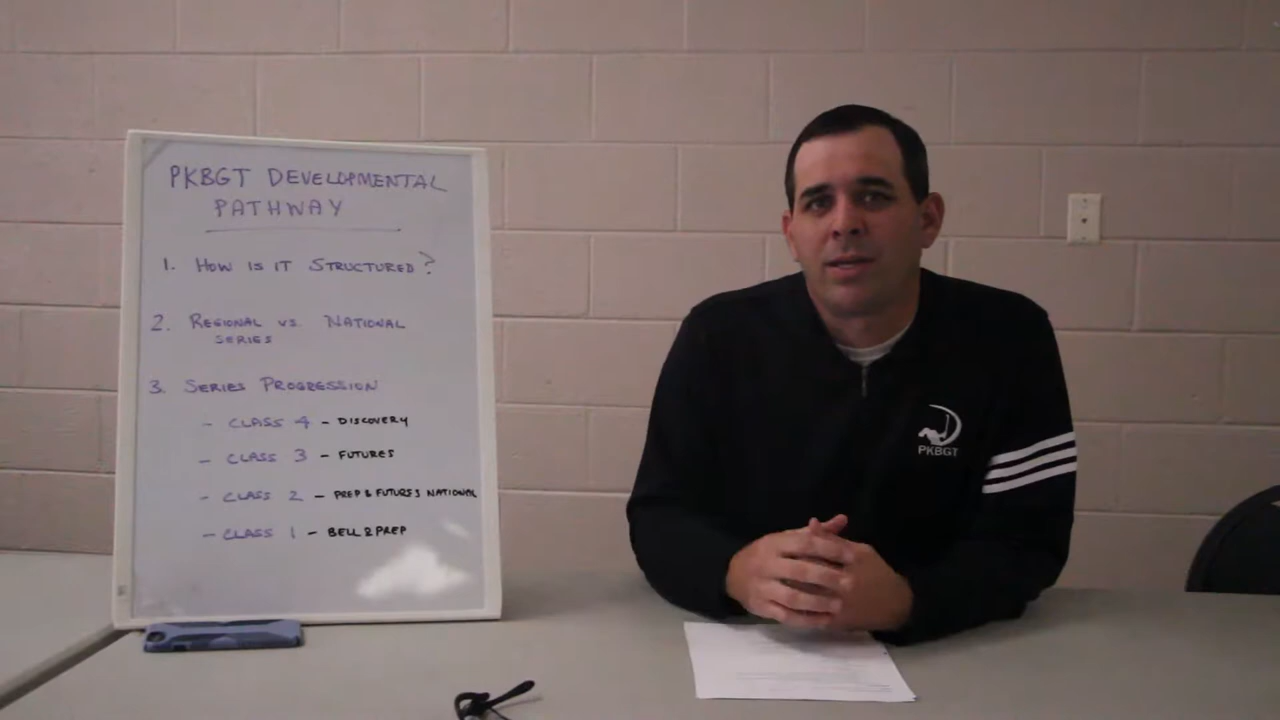 PKBGT DEVELOPMENTAL
PATHWAY
1. HOW IS IT STRUCTURED?
2. REGIONAL VS. NATIONAL
SERIES
3. SERIES PROGRESSION
- CLASS 4 - DISCOVERY
- CLASS 3 - FUTURES
- CLASS 2 - PREP & FUTURES NATIONAL
- CLASS 1 - BELL & PREP
PKBGT